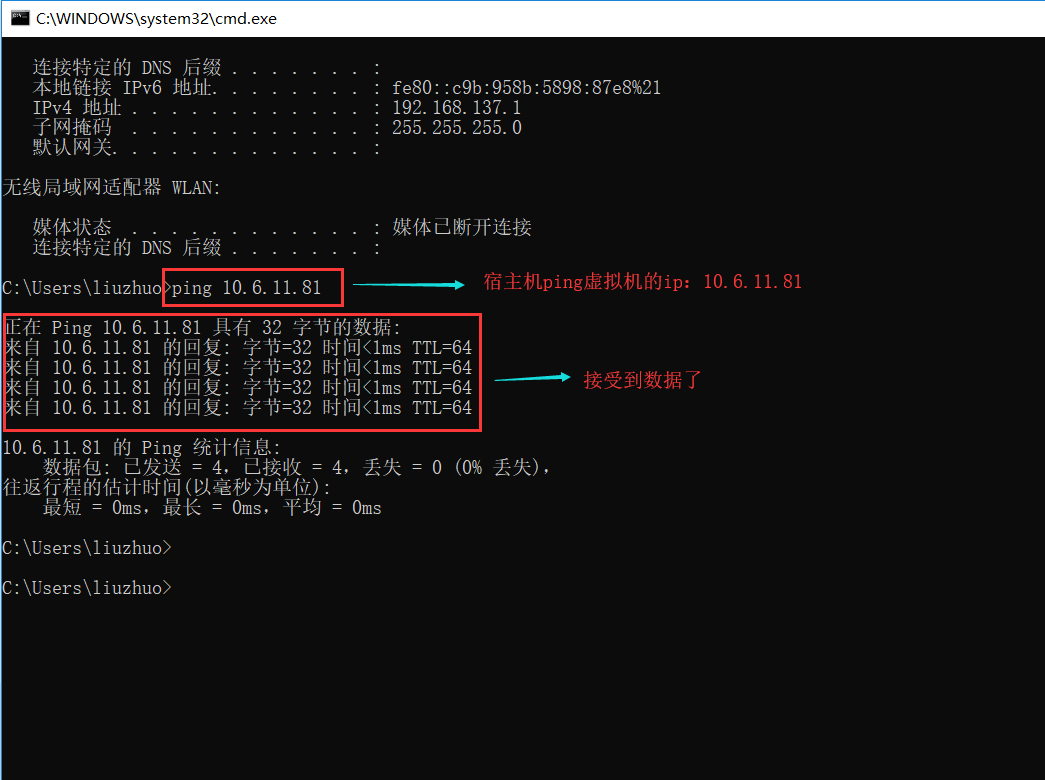 C:\WINDOWS\system32\cmd.exe
连接特定的 DNS 后缀 . . . . . . . :
本地链接 IPv6 地址. . . . . . . . : fe80::c9b:958b:5898:87e8%21
IPv4 地址 . . . . . . . . . . . . : 192.168.137.1
子网掩码 . . . . . . . . . . . . : 255.255.255.0
默认网关. . . . . . . . . . . . . :
无线局域网适配器 WLAN:
媒体状态 . . . . . . . . . . . . : 媒体已断开连接
连接特定的 DNS 后缀 . . . . . . . :
C:\Users\liuzhuo>ping 10.6.11.81
宿主机ping虚拟机的ip：10.6.11.81
正在 Ping 10.6.11.81 具有 32 字节的数据:
来自 10.6.11.81 的回复: 字节=32 时间<1ms TTL=64
来自 10.6.11.81 的回复: 字节=32 时间<1ms TTL=64
来自 10.6.11.81 的回复: 字节=32 时间<1ms TTL=64
来自 10.6.11.81 的回复: 字节=32 时间<1ms TTL=64
接受到数据了
10.6.11.81 的 Ping 统计信息:
数据包: 已发送 = 4，已接收 = 4，丢失 = 0 (0% 丢失)，
往返行程的估计时间(以毫秒为单位):
最短 = 0ms，最长 = 0ms，平均 = 0ms
C:\Users\liuzhuo>
C:\Users\liuzhuo>